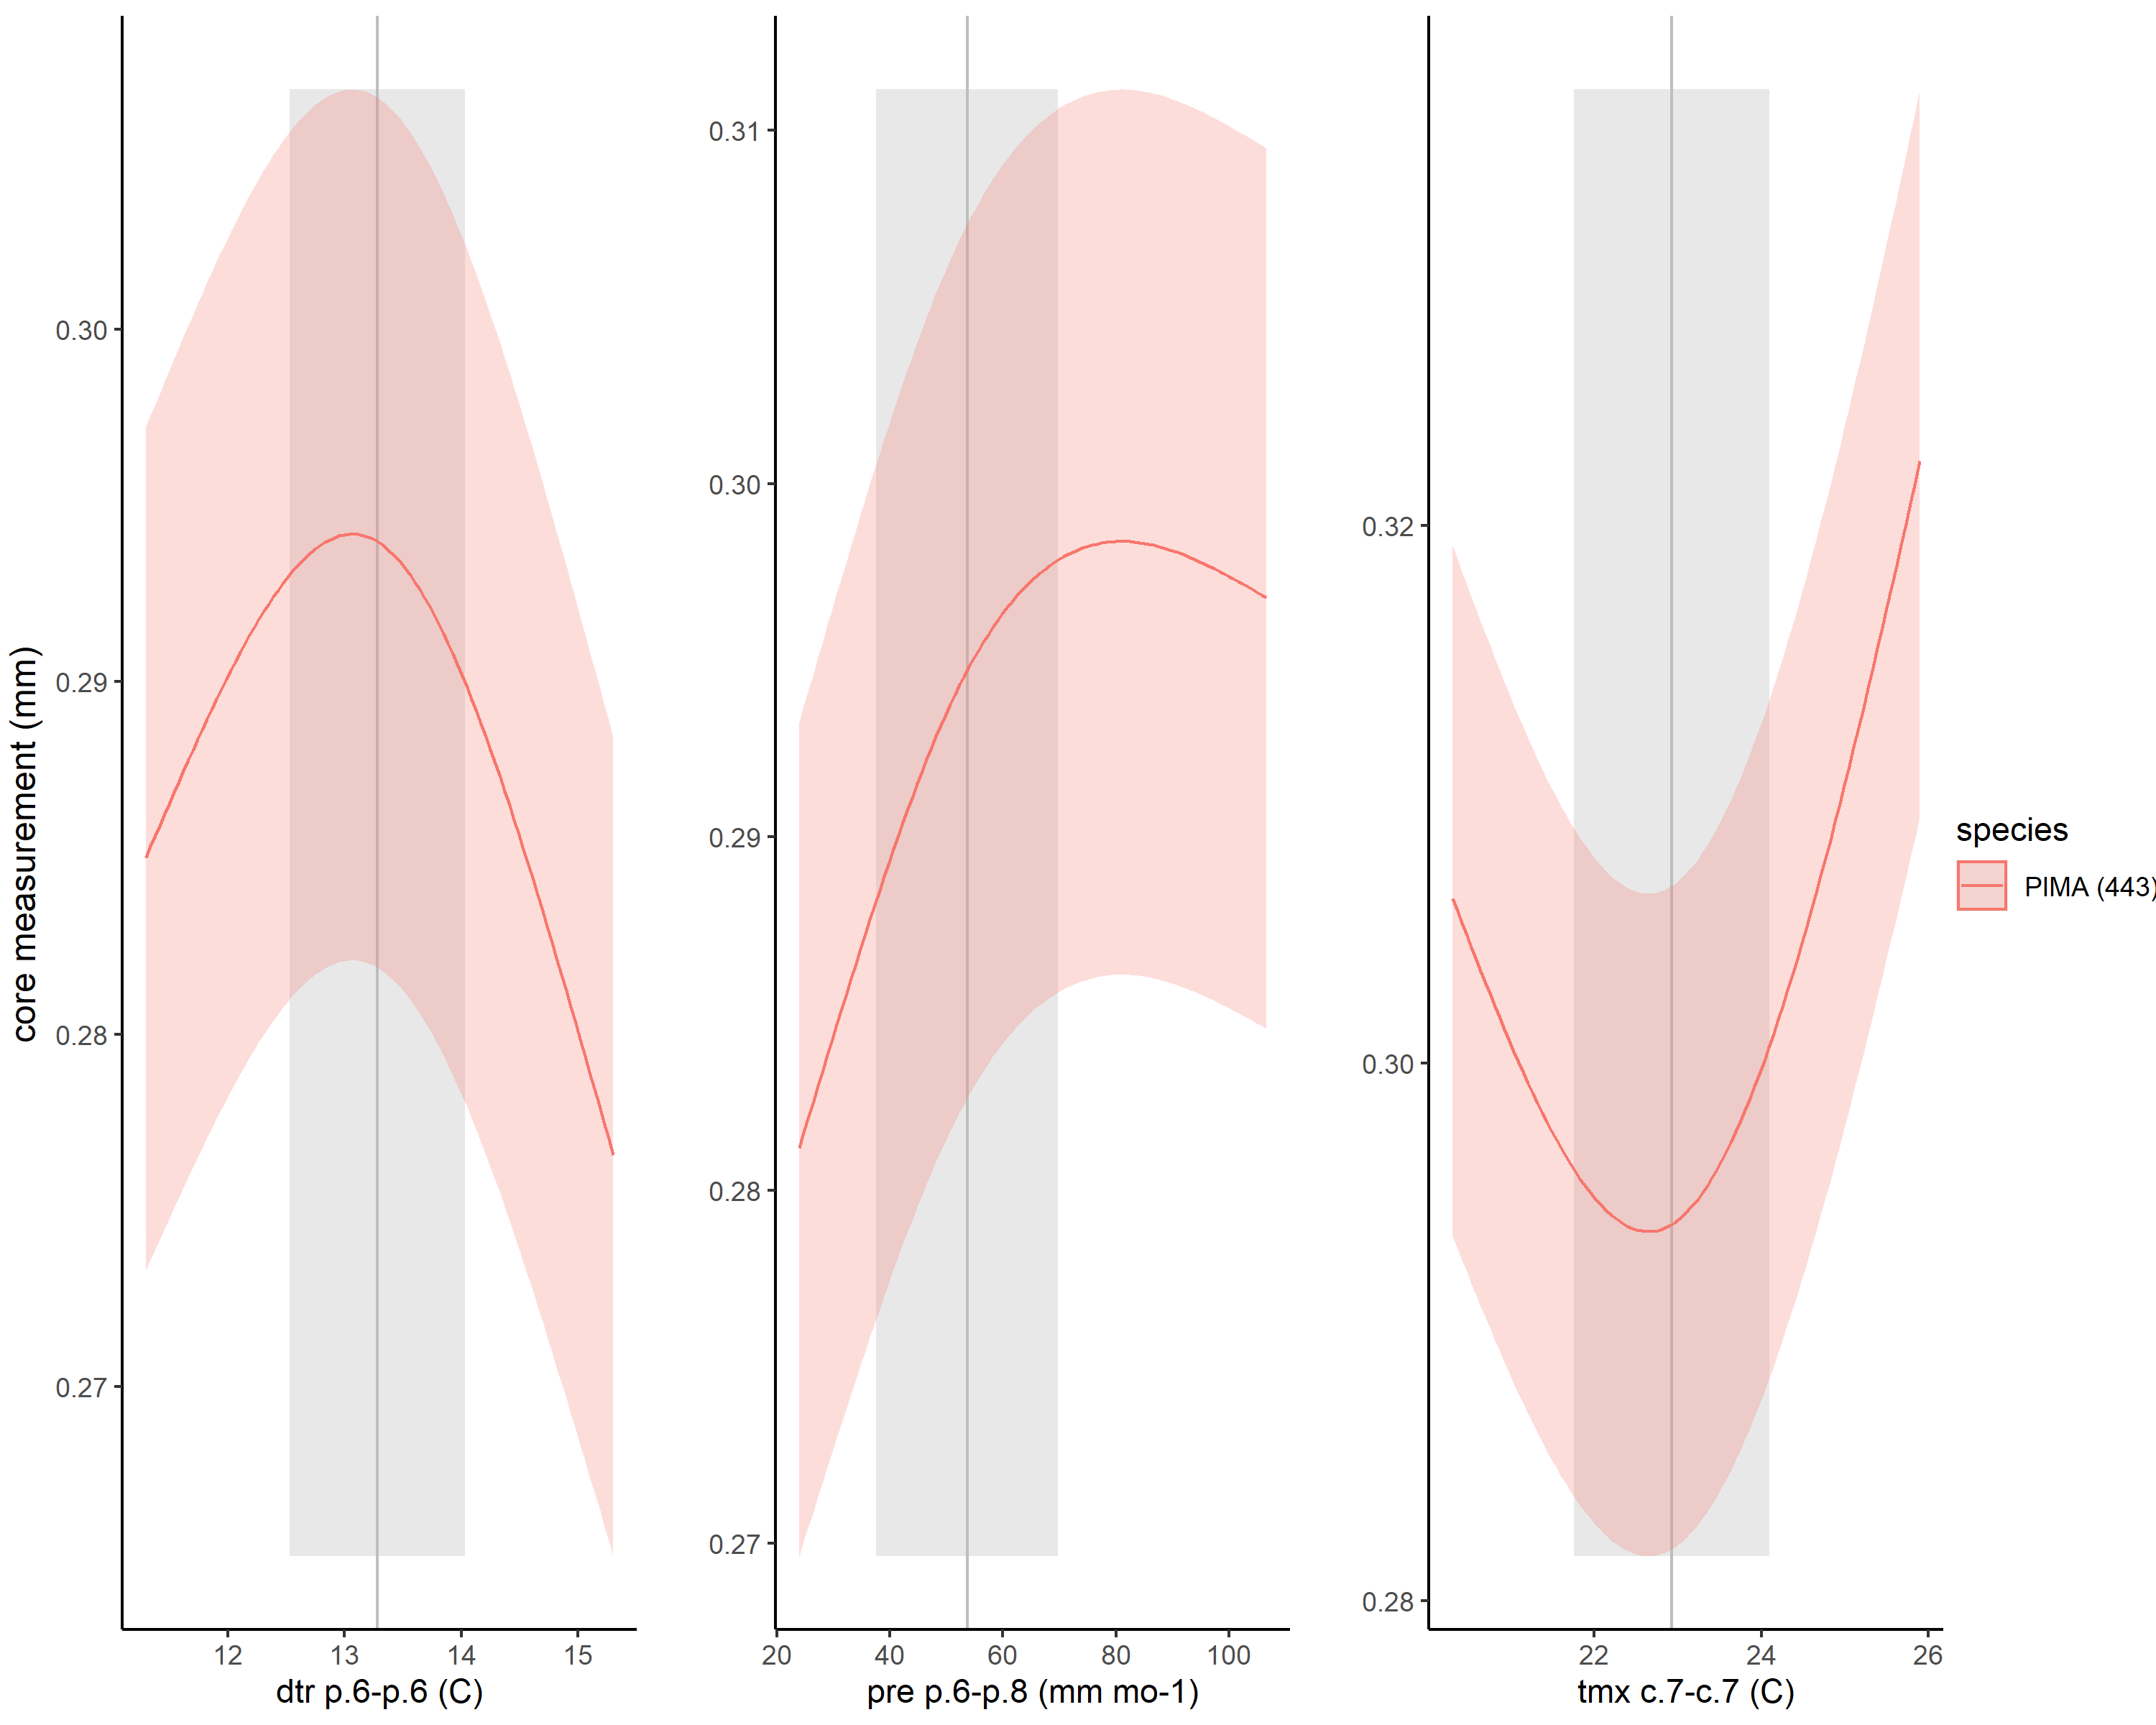 core measurement (mm)
0.30
0.29
0.28
0.27
12 13 14 15
dtr p.6-p.6 (C)
0.31
0.30
0.29
0.28
0.27
20 40 60 80 100
pre p.6-p.8 (mm mo-1)
0.32
0.30
0.28
22 24 26
tmx c.7-c.7 (C)
species
PIMA (443)